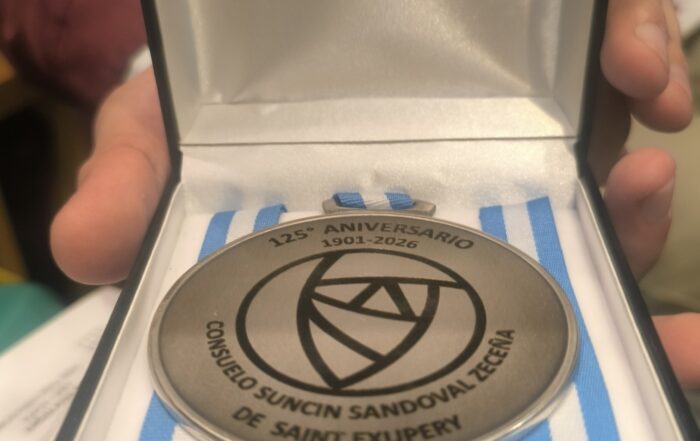 125° ANIVERSARIO
1901-2026
CONSUELO SUNCIN SANDOVAL ZECEÑA
DE SAINT EXUPERY